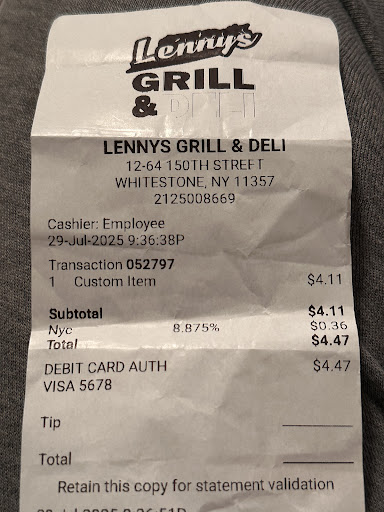 Lennys
GRILL
& DELI
LENNYS GRILL & DELI
12-64 150TH STREET
WHITESTONE, NY 11357
2125008669
Cashier: Employee
29-Jul-2025 9:36:38P
Transaction 052797
1 Custom Item $4.11
Subtotal $4.11
Nyc 8.875% $0.36
Total $4.47
DEBIT CARD AUTH $4.47
VISA 5678
Tip
Total
Retain this copy for statement validation